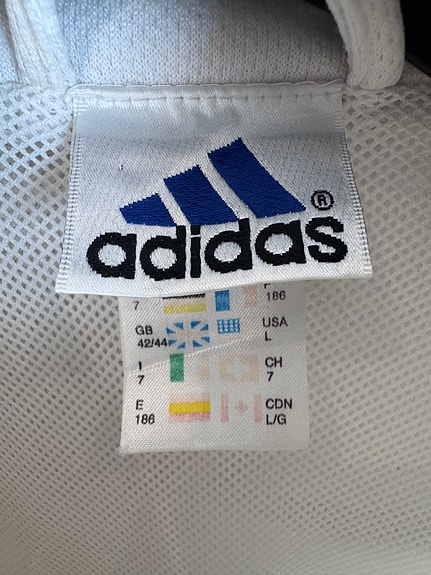 adidas®
7
186
GB
42/44
USA
L
I
7
CH
7
E
186
CDN
L/G